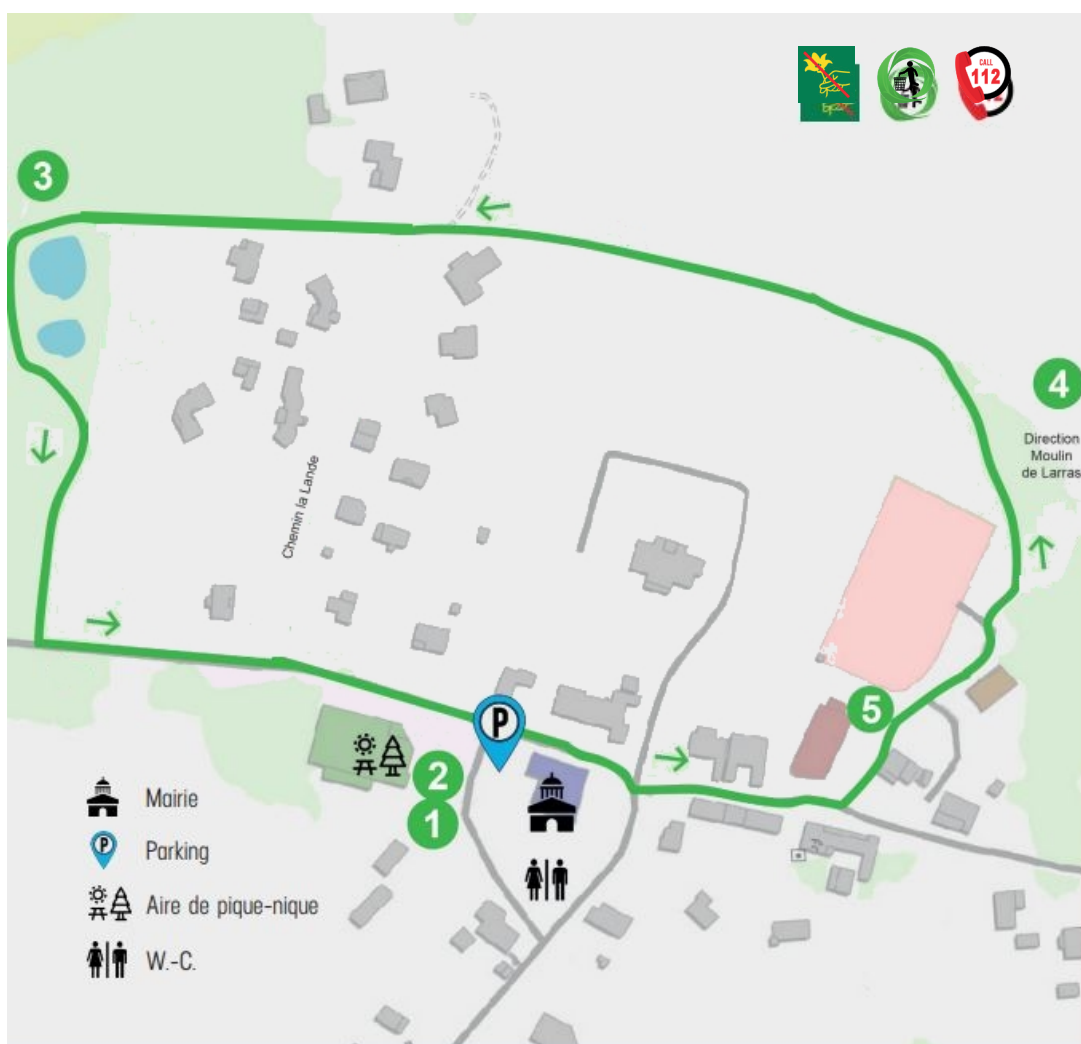 CALL
112
3
4
Direction
Moulin
de Larras
Chemin la Lande
5
P
2
1
Mairie
P
Parking
Aire de pique-nique
W.-C.